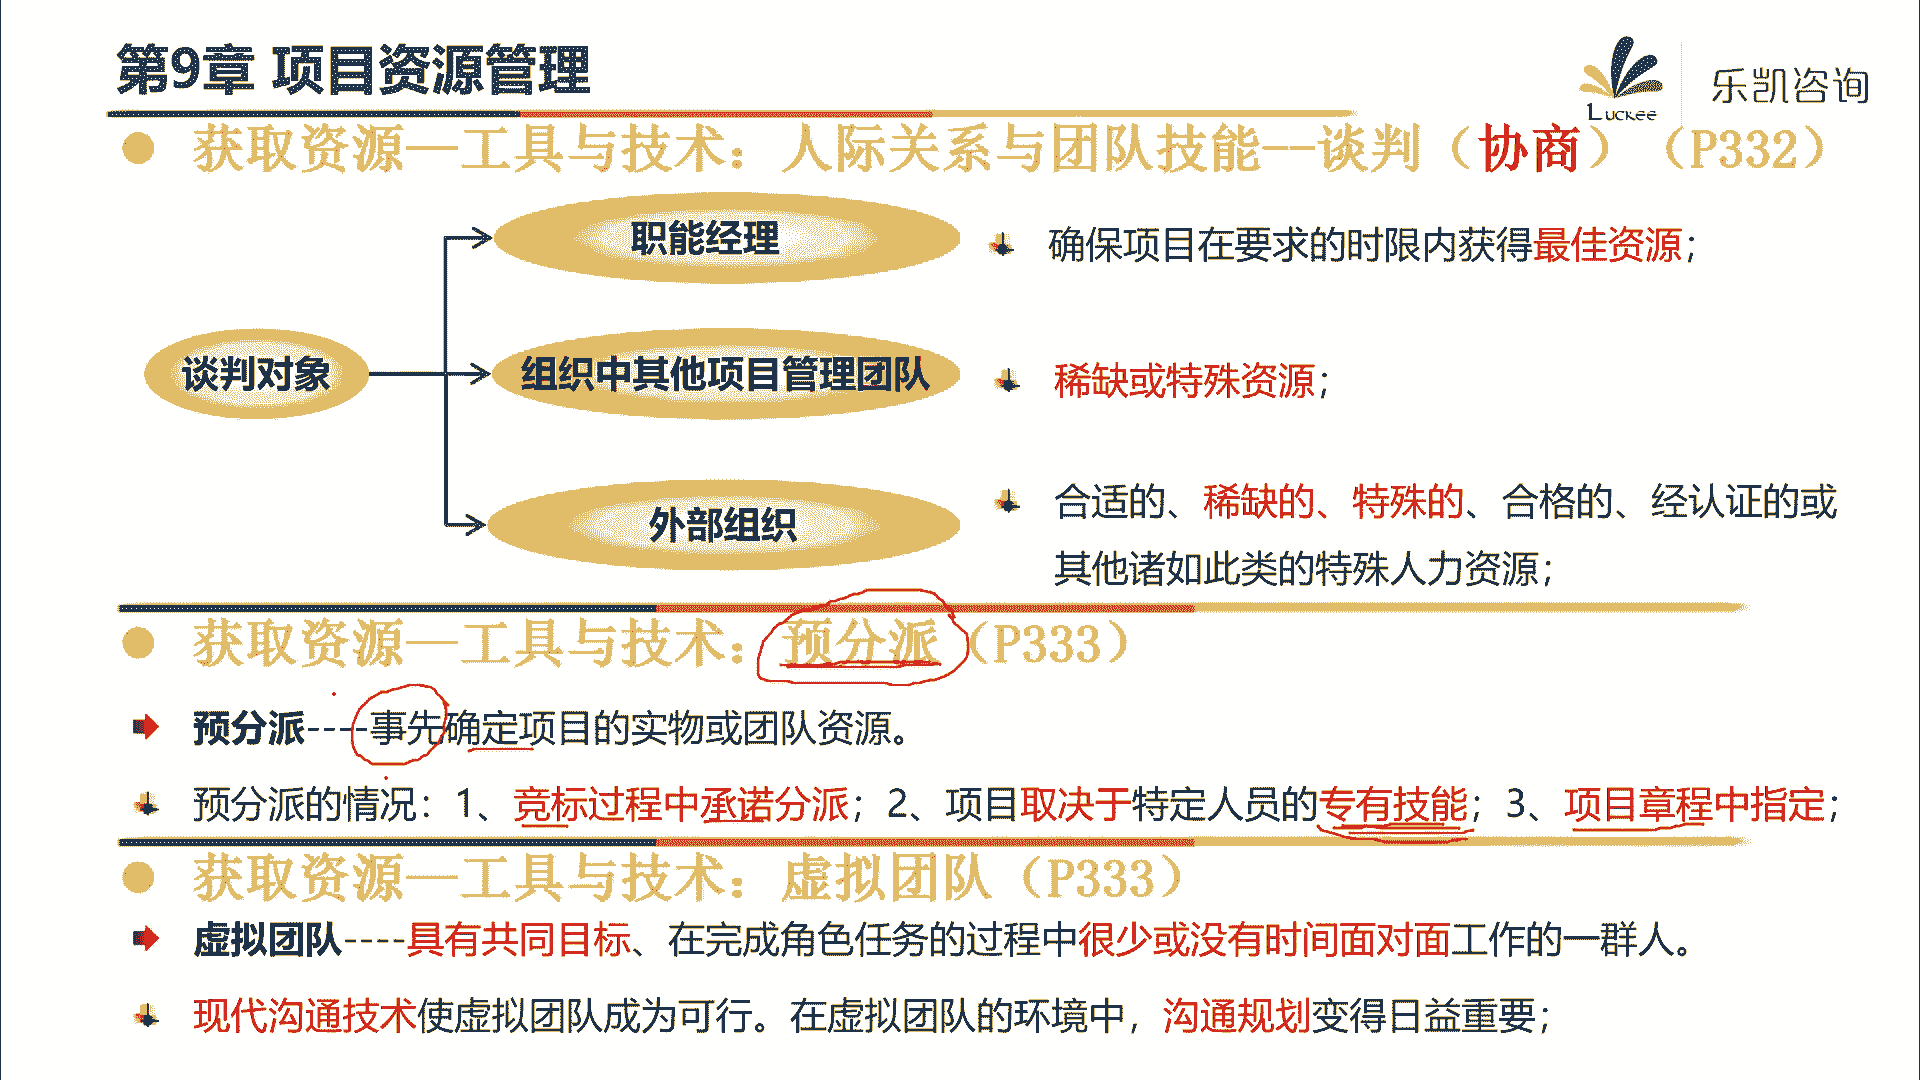 第9章 项目资源管理
Luckee
乐凯咨询
获取资源—工具与技术：人际关系与团队技能--谈判（协商）（P332）
谈判对象
职能经理
确保项目在要求的时限内获得最佳资源；
组织中其他项目管理团队
稀缺或特殊资源；
外部组织
合适的、稀缺的、特殊的、合格的、经认证的或
其他诸如此类的特殊人力资源；
获取资源—工具与技术：预分派（P333）
预分派----事先确定项目的实物或团队资源。
预分派的情况：1、竞标过程中承诺分派；2、项目取决于特定人员的专有技能；3、项目章程中指定；
获取资源—工具与技术：虚拟团队（P333）
虚拟团队----具有共同目标、在完成角色任务的过程中很少或没有时间面对面工作的一群人。
现代沟通技术使虚拟团队成为可行。在虚拟团队的环境中，沟通规划变得日益重要；